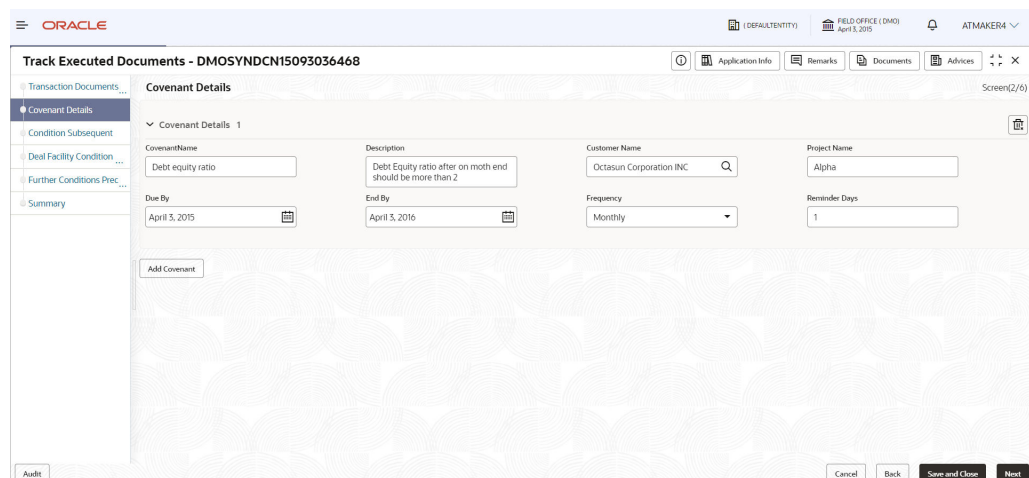 ORACLE
( DEFAULTENTITY)
FIELD OFFICE ( DMO)
April 3, 2015
ATMAKER4
Track Executed Documents - DMOSYNDCN15093036468
Application Info
Remarks
Documents
Advices
Transaction Documents ...
Covenant Details
Condition Subsequent
Deal Facility Condition ...
Further Conditions Prec ...
Summary
Covenant Details
Screen(2/6)
Covenant Details 1
CovenantName
Description
Customer Name
Project Name
Debt equity ratio
Debt Equity ratio after on moth end
should be more than 2
Octasun Corporation INC
Alpha
Due By
End By
Frequency
Reminder Days
April 3, 2015
April 3, 2016
Monthly
1
Add Covenant
Audit
Cancel
Back
Save and Close
Next